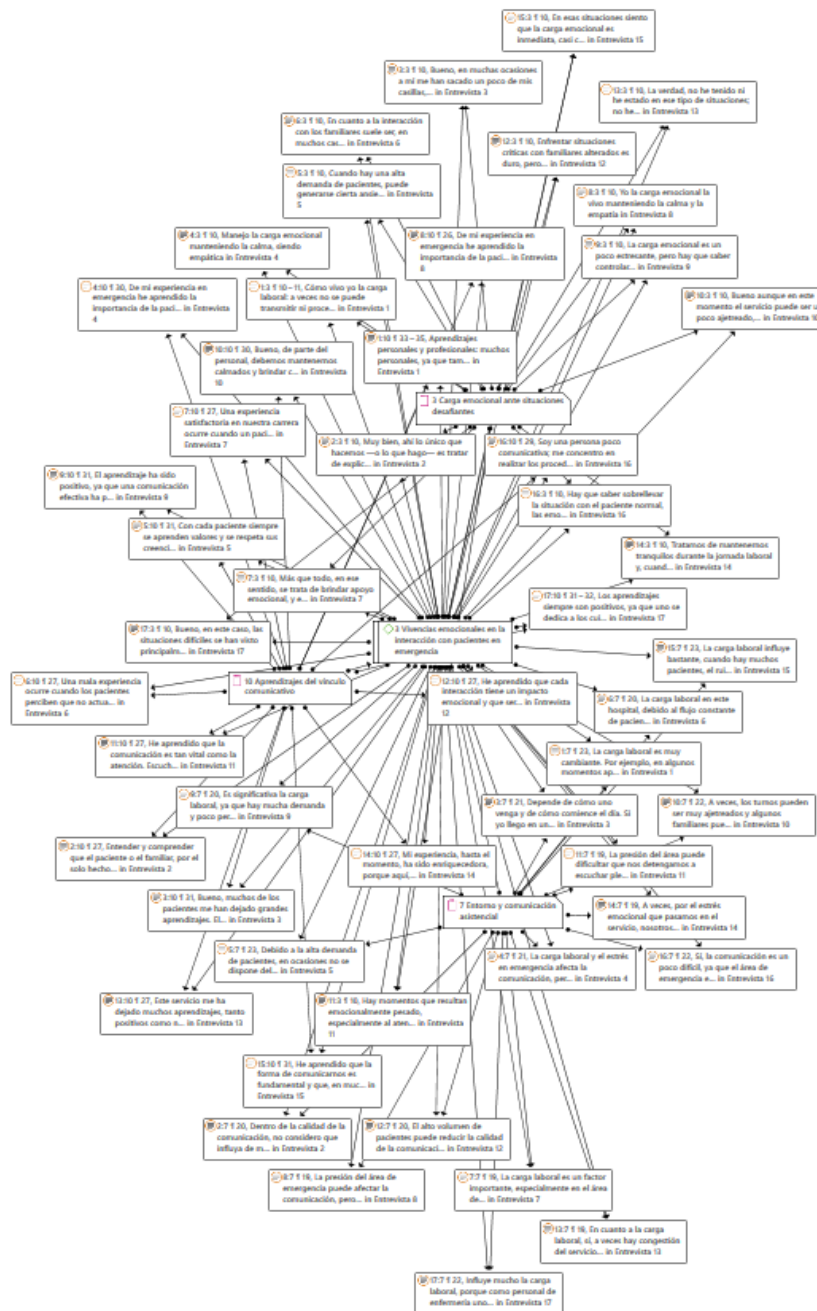 15:3 ¶ 10, En esas situaciones siento
que la carga emocional es
inmediata, casi c... in Entrevista 15
3:3 ¶ 10, Bueno, en muchas ocasiones
a mí me han sacado un poco de mis
casillas,... in Entrevista 3
13:3 ¶ 10, La verdad, no he tenido ni
he estado en ese tipo de situaciones;
no he... in Entrevista 13
6:3 ¶ 10, En cuanto a la interacción
con los familiares suele ser, en
muchos cas... in Entrevista 6
12:3 ¶ 10, Enfrentar situaciones
críticas con familiares alterados es
duro, pero... in Entrevista 12
5:3 ¶ 10, Cuando hay una alta
demanda de pacientes, puede
generarse cierta ansie... in Entrevista
5
8:3 ¶ 10, Yo la carga emocional la
vivo manteniendo la calma y la
empatía in Entrevista 8
4:3 ¶ 10, Manejo la carga emocional
manteniendo la calma, siendo
empática in Entrevista 4
8:10 ¶ 26, De mi experiencia en
emergencia he aprendido la
importancia de la paci... in Entrevista
8
9:3 ¶ 10, La carga emocional es un
poco estresante, pero hay que saber
controlar... in Entrevista 9
4:10 ¶ 30, De mi experiencia en
emergencia he aprendido la
importancia de la paci... in Entrevista
4
1:3 ¶ 10–11, Cómo vivo yo la carga
laboral: a veces no se puede
transmitir ni proce... in Entrevista 1
10:3 ¶ 10, Bueno aunque en este
momento el servicio puede ser u
poco ajetreado,... in Entrevista 10
10:10 ¶ 30, Bueno, de parte del
personal, debemos mantenernos
calmados y brindar c... in Entrevista
10
1:10 ¶ 33–35, Aprendizajes
personales y profesionales: muchos
personales, ya que tam... in
Entrevista 1
3 Carga emocional ante situaciones
desafiantes
7:10 ¶ 27, Una experiencia
satisfactoria en nuestra carrera
ocurre cuando un paci... in
Entrevista 7
2:3 ¶ 10, Muy bien, ahí lo único que
hacemos —o lo que hago— es tratar
de explic... in Entrevista 2
16:10 ¶ 29, Soy una persona poco
comunicativa; me concentro en
realizar los proced... in Entrevista 16
9:10 ¶ 31, El aprendizaje ha sido
positivo, ya que una comunicación
efectiva ha p... in Entrevista 9
16:3 ¶ 10, Hay que saber sobrellevar
la situación con el paciente normal,
las emo... in Entrevista 16
5:10 ¶ 31, Con cada paciente siempre
se aprenden valores y se respeta sus
creenci... in Entrevista 5
14:3 ¶ 10, Tratamos de mantenernos
tranquilos durante la jornada laboral
y, cuand... in Entrevista 14
7:3 ¶ 10, Más que todo, en ese
sentido, se trata de brindar apoyo
emocional, y e... in Entrevista 7
17:10 ¶ 31–32, Los aprendizajes
siempre son positivos, ya que uno se
dedica a los cui... in Entrevista 17
17:3 ¶ 10, Bueno, en este caso, las
situaciones difíciles se han visto
principalm... in Entrevista 17
3 Vivencias emocionales en la
interacción con pacientes en
emergencia
15:7 ¶ 23, La carga laboral influye
bastante, cuando hay muchos
pacientes, el rui... in Entrevista 15
6:10 ¶ 27, Una mala experiencia
ocurre cuando los pacientes
perciben que no actua... in
Entrevista 6
10 Aprendizajes del vínculo
comunicativo
12:10 ¶ 27, He aprendido que cada
interacción tiene un impacto
emocional y que ser... in Entrevista
12
6:7 ¶ 20, La carga laboral en este
hospital, debido al flujo constante
de pacien... in Entrevista 6
11:10 ¶ 27, He aprendido que la
comunicación es tan vital como la
atención. Escuch... in Entrevista 11
1:7 ¶ 23, La carga laboral es muy
cambiante. Por ejemplo, en algunos
momentos ap... in Entrevista 1
9:7 ¶ 20, Es significativa la carga
laboral, ya que hay mucha demanda
y poco per... in Entrevista 9
3:7 ¶ 21, Depende de cómo uno
venga y de cómo comience el día. Si
yo llego en un... in Entrevista 3
10:7 ¶ 22, A veces, los turnos pueden
ser muy ajetreados y algunos
familiares pue... in Entrevista 10
2:10 ¶ 27, Entender y comprender
que el paciente o el familiar, por el
solo hecho... in Entrevista 2
14:10 ¶ 27, Mi experiencia, hasta el
momento, ha sido enriquecedora,
porque aquí,... in Entrevista 14
11:7 ¶ 19, La presión del área puede
dificultar que nos detengamos a
escuchar ple... in Entrevista 11
3:10 ¶ 31, Bueno, muchos de los
pacientes me han dejado grandes
aprendizajes. El... in Entrevista 3
7 Entorno y comunicación
asistencial
14:7 ¶ 19, A veces, por el estrés
emocional que pasamos en el
servicio, nosotros... in Entrevista 14
5:7 ¶ 23, Debido a la alta demanda
de pacientes, en ocasiones no se
dispone del... in Entrevista 5
4:7 ¶ 21, La carga laboral y el estrés
en emergencia afecta la
comunicación, per... in Entrevista 4
16:7 ¶ 22, Sí, la comunicación es un
poco difícil, ya que el área de
emergencia e... in Entrevista 16
13:10 ¶ 27, Este servicio me ha
dejado muchos aprendizajes, tanto
positivos como n... in Entrevista 13
11:3 ¶ 10, Hay momentos que resultan
emocionalmente pesado,
especialmente al aten... in Entrevista
11
15:10 ¶ 31, He aprendido que la
forma de comunicarnos es
fundamental y que, en muc... in
Entrevista 15
2:7 ¶ 20, Dentro de la calidad de la
comunicación, no considero que
influya de m... in Entrevista 2
12:7 ¶ 20, El alto volumen de
pacientes puede reducir la calidad
de la comunicaci... in Entrevista 12
8:7 ¶ 19, La presión del área de
emergencia puede afectar la
comunicación, pero... in Entrevista 8
7:7 ¶ 19, La carga laboral es un factor
importante, especialmente en el área
de... in Entrevista 7
13:7 ¶ 19, En cuanto a la carga
laboral, sí, a veces hay congestión
del servicio... in Entrevista 13
17:7 ¶ 22, Influye mucho la carga
laboral, porque como personal de
enfermería uno... in Entrevista 17